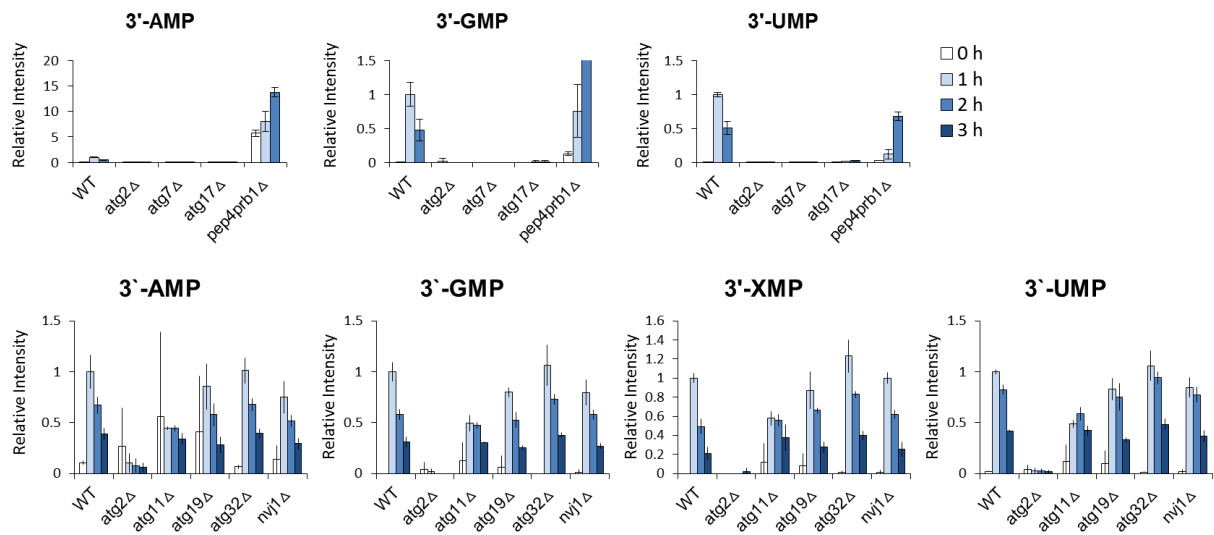 3'-AMP
3'-GMP
3'-UMP
Relative Intensity
20
15
10
5
0
WT
atg2Δ
atg7Δ
atg17Δ
pep4prb1Δ
Relative Intensity
1.5
1
0.5
0
WT
atg2Δ
atg7Δ
atg17Δ
pep4prb1Δ
Relative Intensity
1.5
1
0.5
0
WT
atg2Δ
atg7Δ
atg17Δ
pep4prb1Δ
0 h
1 h
2 h
3 h
3`-AMP
3`-GMP
3'-XMP
3`-UMP
Relative Intensity
1.5
1
0.5
0
WT
atg2Δ
atg11Δ
atg19Δ
atg32Δ
nvj1Δ
Relative Intensity
1.5
1
0.5
0
WT
atg2Δ
atg11Δ
atg19Δ
atg32Δ
nvj1Δ
Relative Intensity
1.6
1.4
1.2
1
0.8
0.6
0.4
0.2
0
WT
atg2Δ
atg11Δ
atg19Δ
atg32Δ
nvj1Δ
Relative Intensity
1.5
1
0.5
0
WT
atg2Δ
atg11Δ
atg19Δ
atg32Δ
nvj1Δ